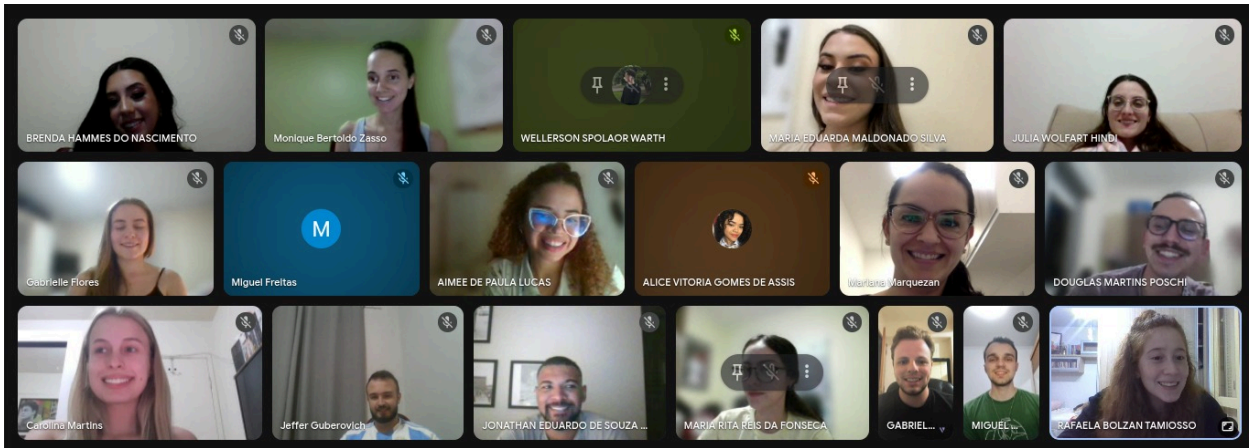 BRENDA HAMMES DO NASCIMENTO
Monique Bertoldo Zasso
WELLERSON SPOLAOR WARTH
MARIA EDUARDA MALDONADO SILVA
JULIA WOLFART HINDI
Gabrielle Flores
M
Miguel Freitas
AIMEE DE PAULA LUCAS
ALICE VITORIA GOMES DE ASSIS
Mariana Marquezan
DOUGLAS MARTINS POSCHI
Carolina Martins
Jeffer Guberovich
JONATHAN EDUARDO DE SOUZA ...
MARIA RITA REIS DA FONSECA
GABRIEL...
MIGUEL ...
RAFAELA BOLZAN TAMIOSSO